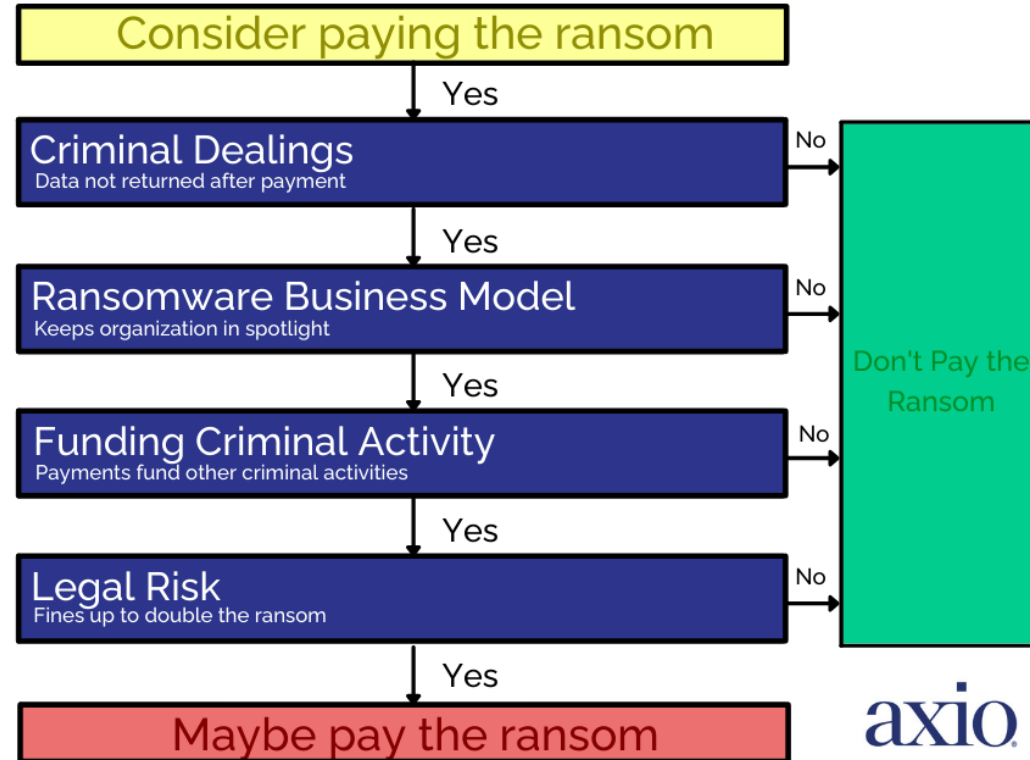 Consider paying the ransom
Yes
Criminal Dealings
Data not returned after payment
No
Yes
Ransomware Business Model
Keeps organization in spotlight
No
Yes
Funding Criminal Activity
Payments fund other criminal activities
No
Yes
Legal Risk
Fines up to double the ransom
No
Yes
Maybe pay the ransom
Don't Pay the
Ransom
axio